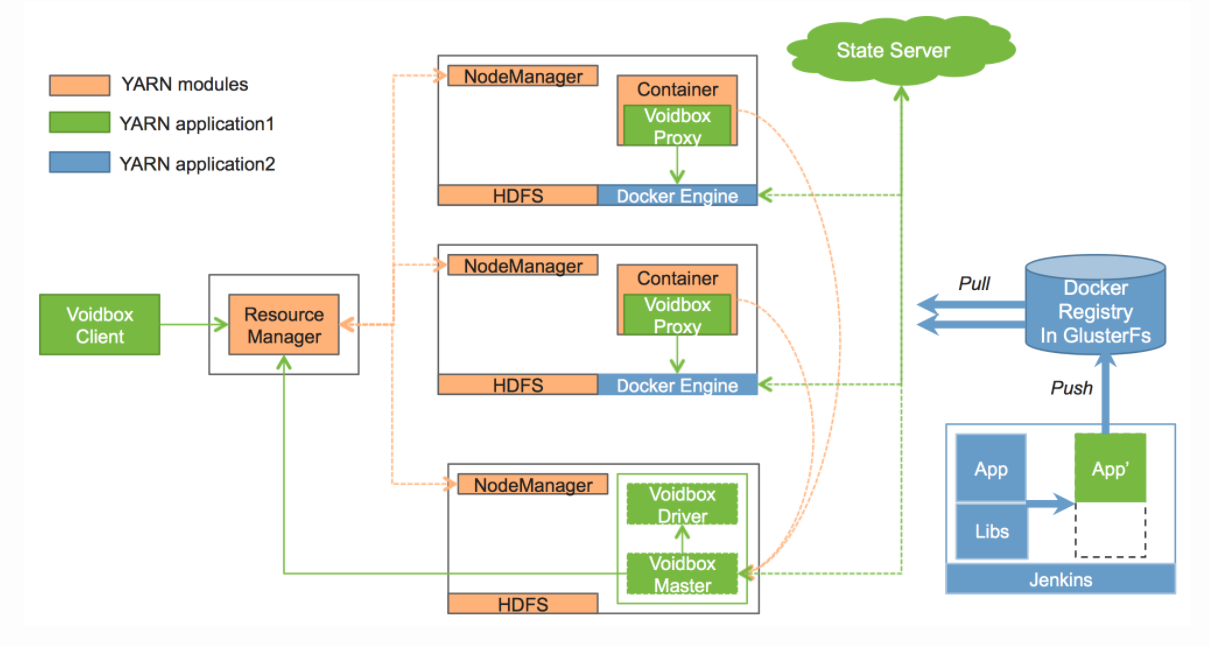 State Server
YARN modules
YARN application1
YARN application2
NodeManager
Container
Voidbox
Proxy
HDFS
Docker Engine
NodeManager
Container
Voidbox
Proxy
HDFS
Docker Engine
Voidbox
Client
Resource
Manager
NodeManager
Voidbox
Driver
Voidbox
Master
HDFS
Pull
Docker
Registry
In GlusterFs
Push
App
App’
Libs
Jenkins